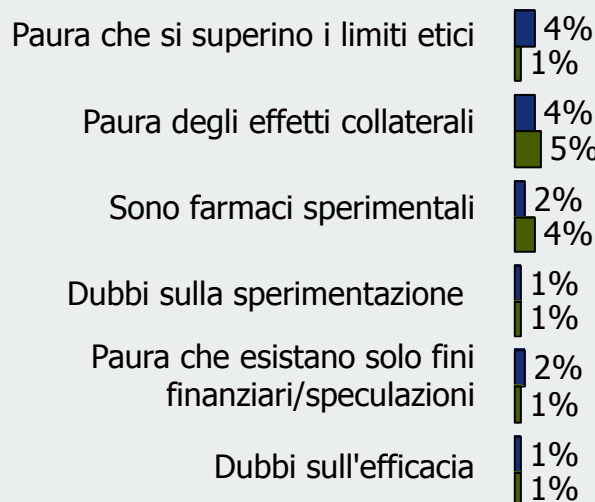 Paura che si superino i limiti etici
4%
1%
Paura degli effetti collaterali
4%
5%
Sono farmaci sperimentali
2%
4%
Dubbi sulla sperimentazione
1%
1%
Paura che esistano solo fini
finanziari/speculazioni
2%
1%
Dubbi sull'efficacia
1%
1%